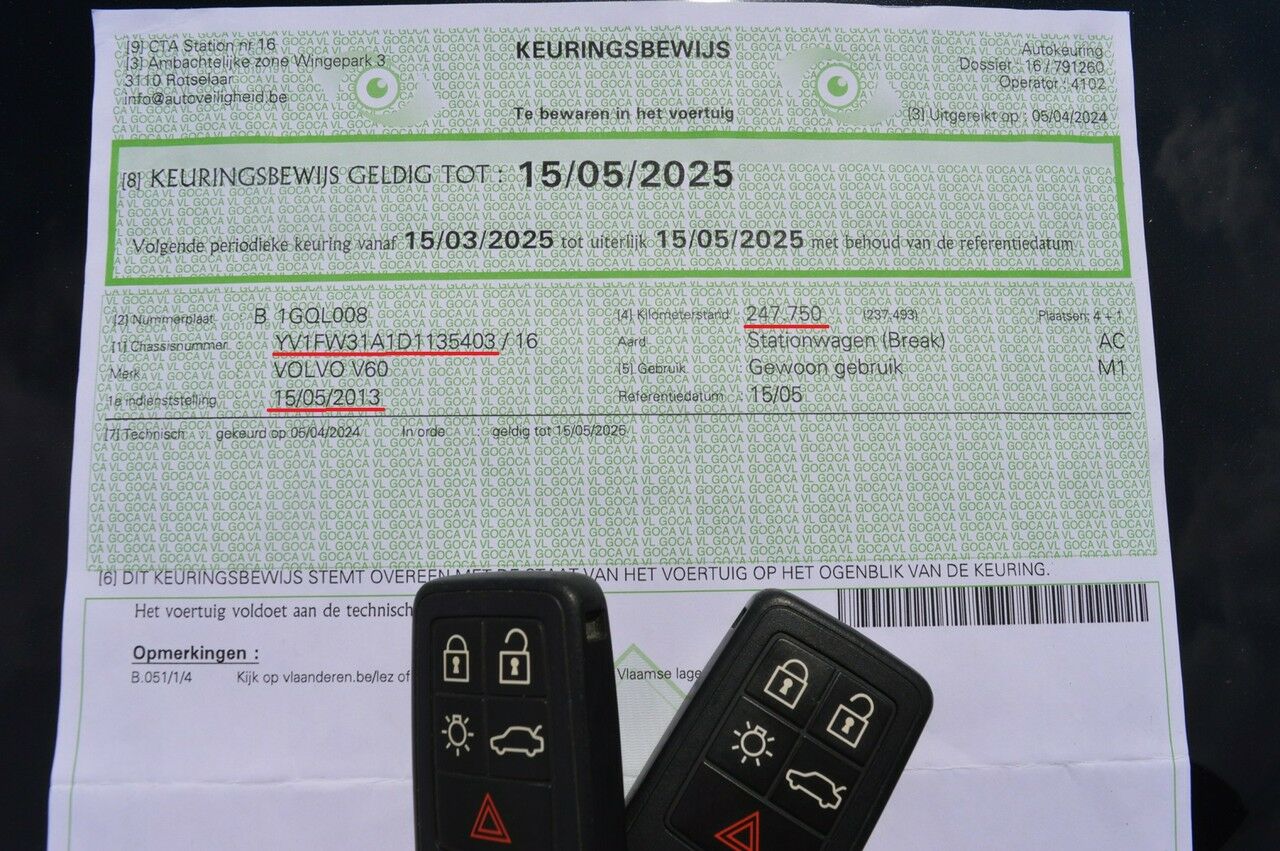 [9] CTA Station nr 16
[3] Ambachtelijke zone Wingepark 3
3110 Rotselaar
info@autoveiligheid.be
KEURINGSBEWIJS
Te bewaren in het voertuig
Autokeuring
Dossier : 16 / 791260
Operator : 4102
[3] Uitgereikt op : 05/04/2024
[8] KEURINGSBEWIJS GELDIG TOT : 15/05/2025
Volgende periodieke keuring vanaf 15/03/2025 tot uiterlijk 15/05/2025 met behoud van de referentiedatum
[2] Nummerplaat : B 1GQL008 [4] Kilometerstand : 247.750 (237.493) Plaatsen: 4 + 1
[1] Chassisnummer YV1FW31A1D1135403 / 16 Aard : Stationwagen (Break) AC
Merk VOLVO V60 [5] Gebruik : Gewoon gebruik M1
1e indienststelling 15/05/2013 Referentiedatum : 15/05
[7] Technisch : gekeurd op 05/04/2024 In orde : geldig tot 15/05/2025
[6] DIT KEURINGSBEWIJS STEMT OVEREEN MET DE STAAT VAN HET VOERTUIG OP HET OGENBLIK VAN DE KEURING.
Het voertuig voldoet aan de technisch
Opmerkingen :
B.051/1/4 Kijk op vlaanderen.be/lez of Vlaamse lage